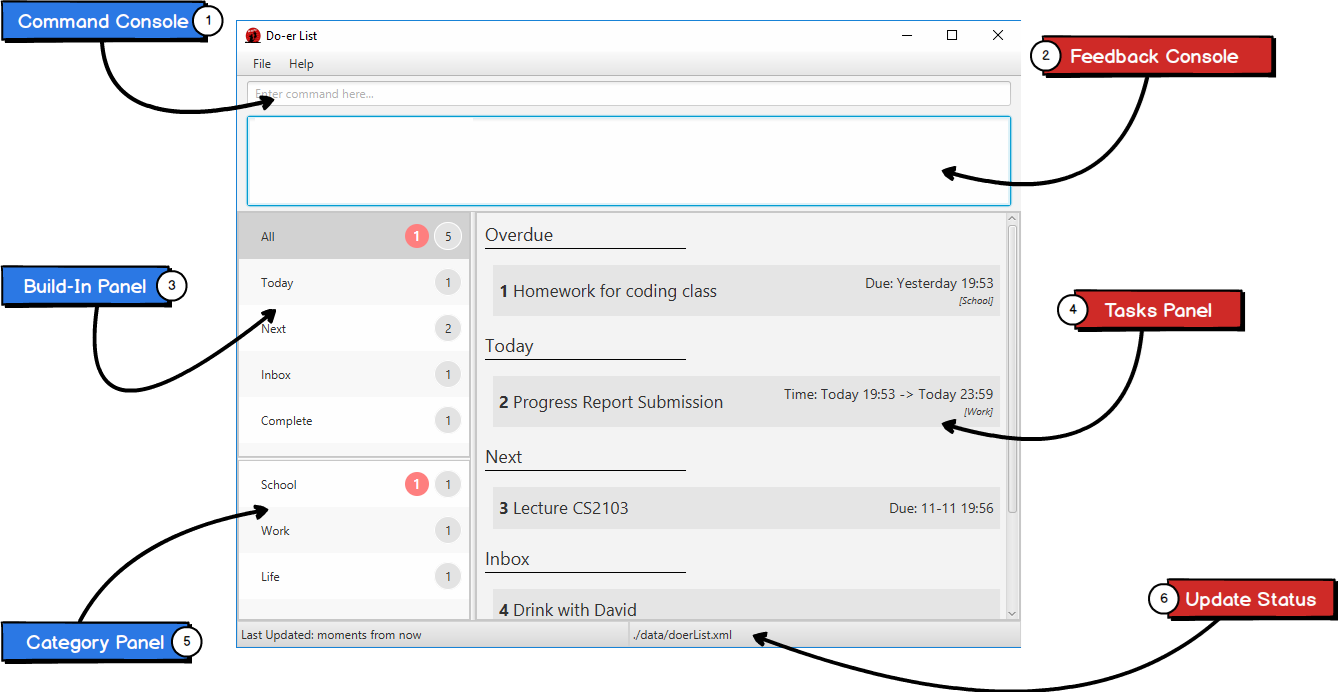 Command Console 1
2 Feedback Console
Do-er List
File Help
Enter command here...
All 1 5
Today 1
Next 2
Inbox 1
Complete 1
Build-In Panel 3
School 1 1
Work 1
Life 1
Category Panel 5
Overdue
1 Homework for coding class Due: Yesterday 19:53
[School]
Today
2 Progress Report Submission Time: Today 19:53 -> Today 23:59
[Work]
Next
3 Lecture CS2103 Due: 11-11 19:56
Inbox
4 Drink with David
4 Tasks Panel
6 Update Status
Last Updated: moments from now ./data/doerList.xml